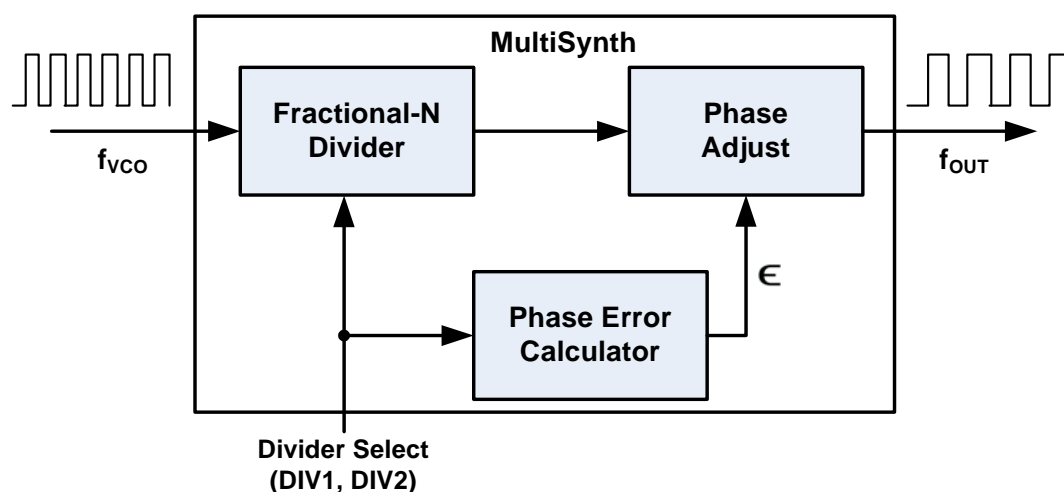 MultiSynth
Fractional-N
Divider
Phase
Adjust
fVCO
fOUT
ϵ
Phase Error
Calculator
Divider Select
(DIV1, DIV2)